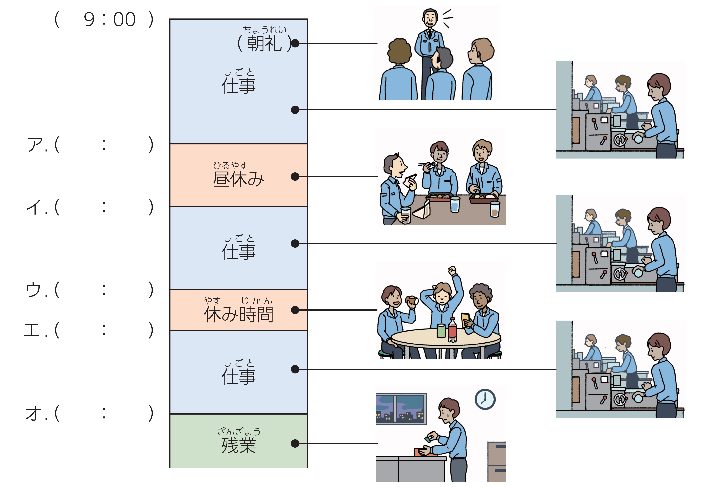 ( 9:00 )
(朝礼)
ちょうれい
仕事
しごと
ア.( : )
昼休み
ひるやす
イ.( : )
仕事
しごと
ウ.( : )
休み時間
やす じかん
エ.( : )
仕事
しごと
オ.( : )
残業
ざんぎょう